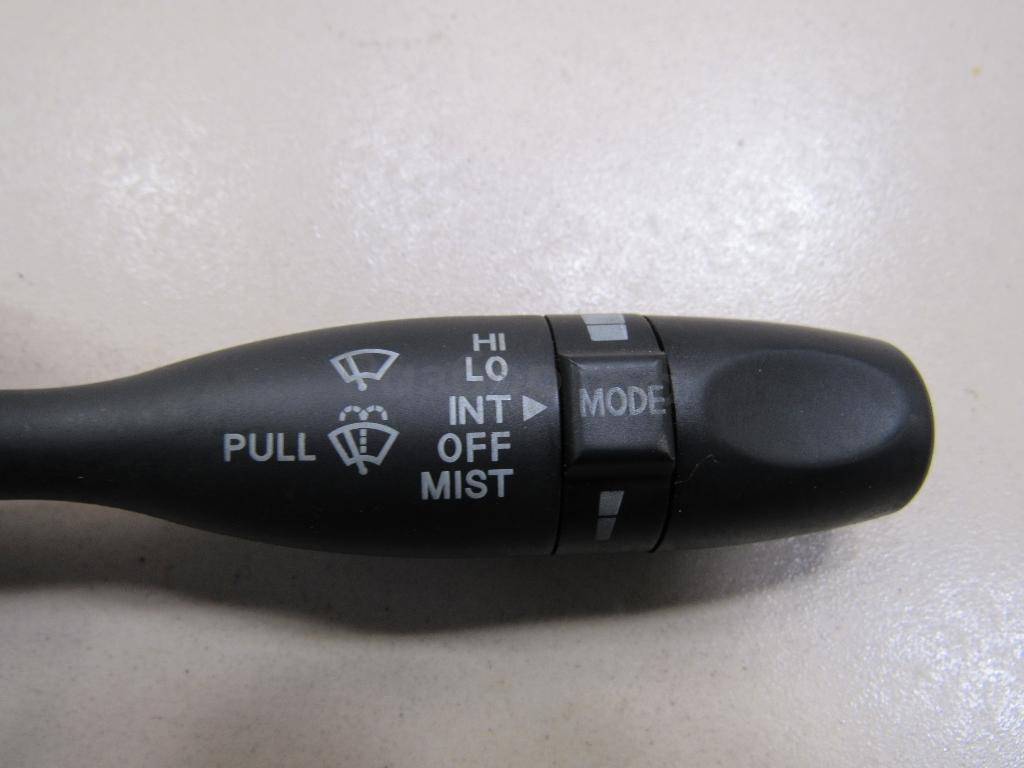 HI
LO
INT
MODE
PULL
OFF
MIST